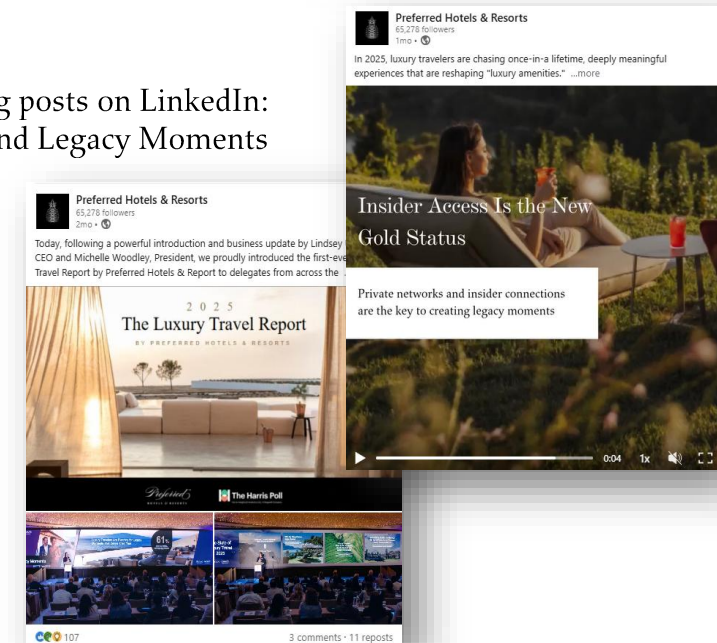 g posts on LinkedIn:
nd Legacy Moments
Preferred Hotels & Resorts
65,278 followers
1mo •
In 2025, luxury travelers are chasing once-in-a lifetime, deeply meaningful
experiences that are reshaping "luxury amenities." ...more
Insider Access Is the New
Gold Status
Private networks and insider connections
are the key to creating legacy moments
0:04 1x
Preferred Hotels & Resorts
65,278 followers
2mo •
Today, following a powerful introduction and business update by Lindsey
CEO and Michelle Woodley, President, we proudly introduced the first-eve
Travel Report by Preferred Hotels & Report to delegates from across the
2025
The Luxury Travel Report
BY PREFERRED HOTELS & RESORTS
Preferred
HOTELS & RESORTS
The Harris Poll
61%
107
3 comments · 11 reposts